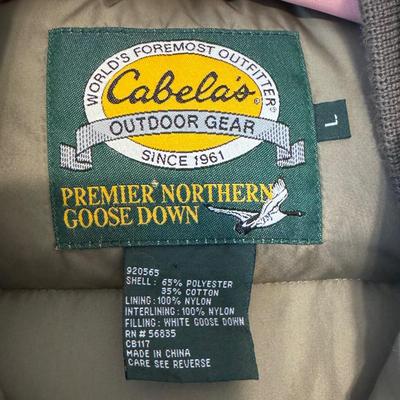 WORLD'S FOREMOST OUTFITTER®
Cabela's®
OUTDOOR GEAR
SINCE 1961
PREMIER NORTHERN
GOOSE DOWN
L
920565
SHELL: 65% POLYESTER
35% COTTON
LINING: 100% NYLON
INTERLINING: 100% NYLON
FILLING: WHITE GOOSE DOWN
RN# 56835
CB117
MADE IN CHINA
CARE SEE REVERSE